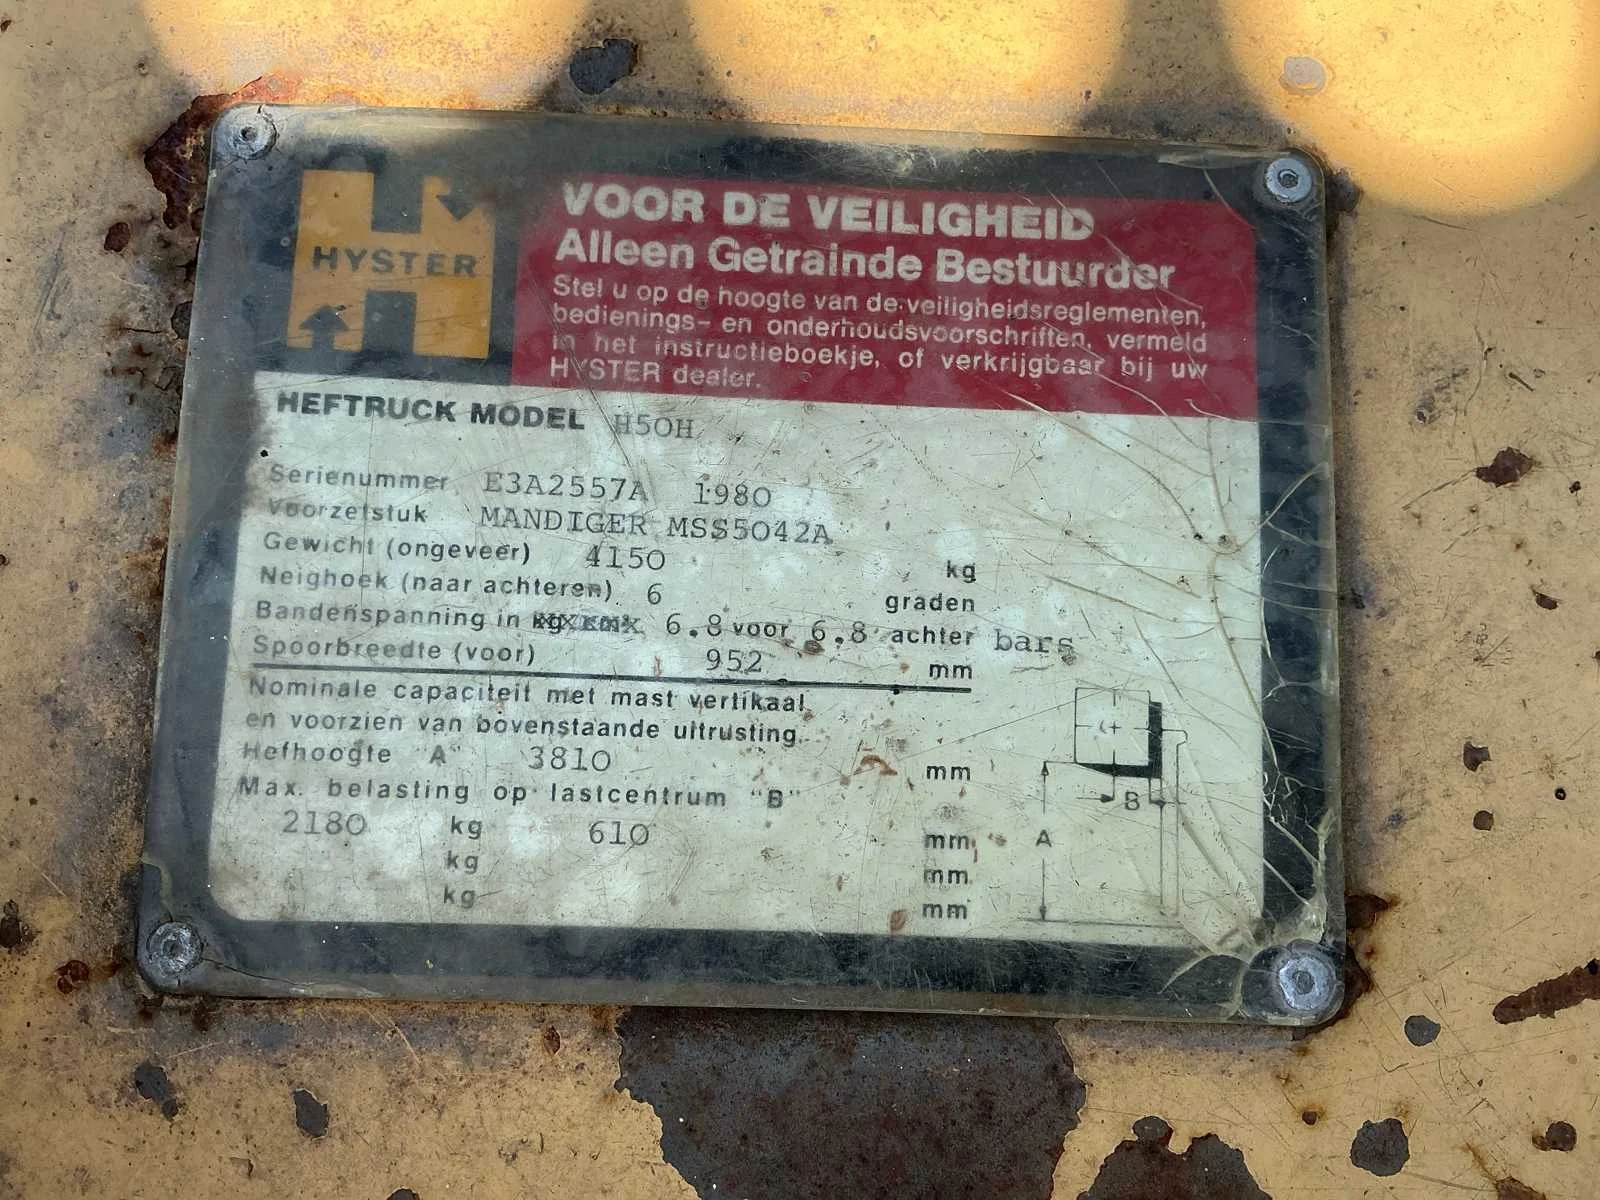 HYSTER
VOOR DE VEILIGHEID
Alleen Getrainde Bestuurder
Stel u op de hoogte van de veiligheidsreglementen,
bedienings- en onderhoudsvoorschriften, vermeld
in het instructieboekje, of verkrijgbaar bij uw
HYSTER dealer.
HEFTRUCK MODEL H50H
Serienummer E3A2557A 1980
Voorzetstuk MANDIGER MSS5042A
Gewicht (ongeveer) 4150 kg
Neighoek (naar achteren) 6 graden
Bandenspanning in 6.8 voor 6.8 achter bars
Spoorbreedte (voor) 952 mm
Nominale capaciteit met mast vertikaal
en voorzien van bovenstaande uitrusting.
Hefhoogte "A" 3810 mm
Max. belasting op lastcentrum "B"
2180 kg 610 mm
kg mm
kg mm
B
A